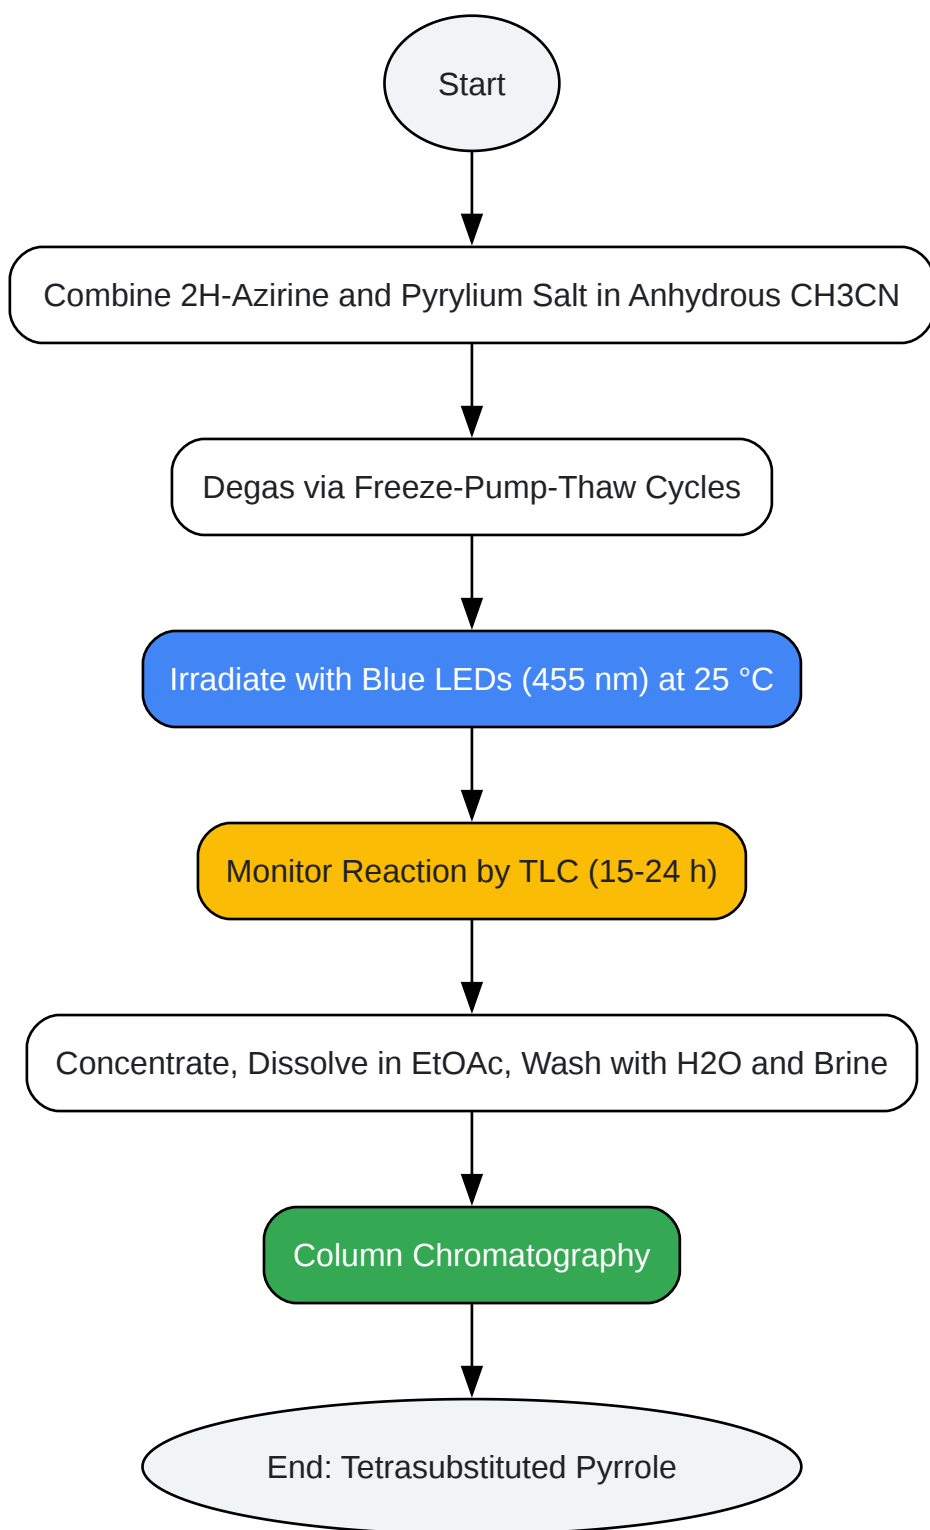 Start
Combine 2H-Azirine and Pyrylium Salt in Anhydrous CH3CN
Degas via Freeze-Pump-Thaw Cycles
Irradiate with Blue LEDs (455 nm) at 25 °C
Monitor Reaction by TLC (15-24 h)
Concentrate, Dissolve in EtOAc, Wash with H2O and Brine
Column Chromatography
End: Tetrasubstituted Pyrrole